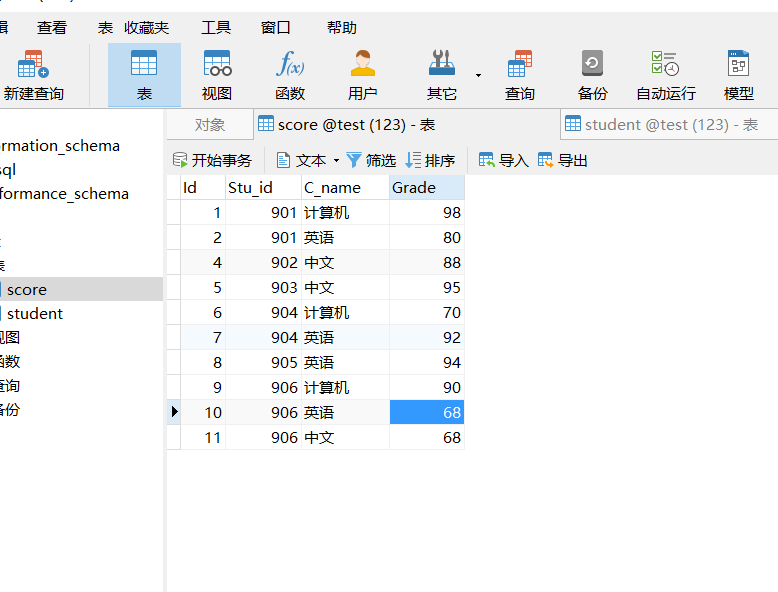 查看 表 收藏夹 工具 窗口 帮助
新建查询 表 视图 函数 用户 其它 查询 备份 自动运行 模型
对象 score @test (123) - 表 student @test (123) - 表
开始事务 文本 筛选 排序 导入 导出
rmation_schema
sql
formance_schema
score
student
视图
函数
查询
备份
Id Stu_id C_name Grade
1 901 计算机 98
2 901 英语 80
4 902 中文 88
5 903 中文 95
6 904 计算机 70
7 904 英语 92
8 905 英语 94
9 906 计算机 90
10 906 英语 68
11 906 中文 68